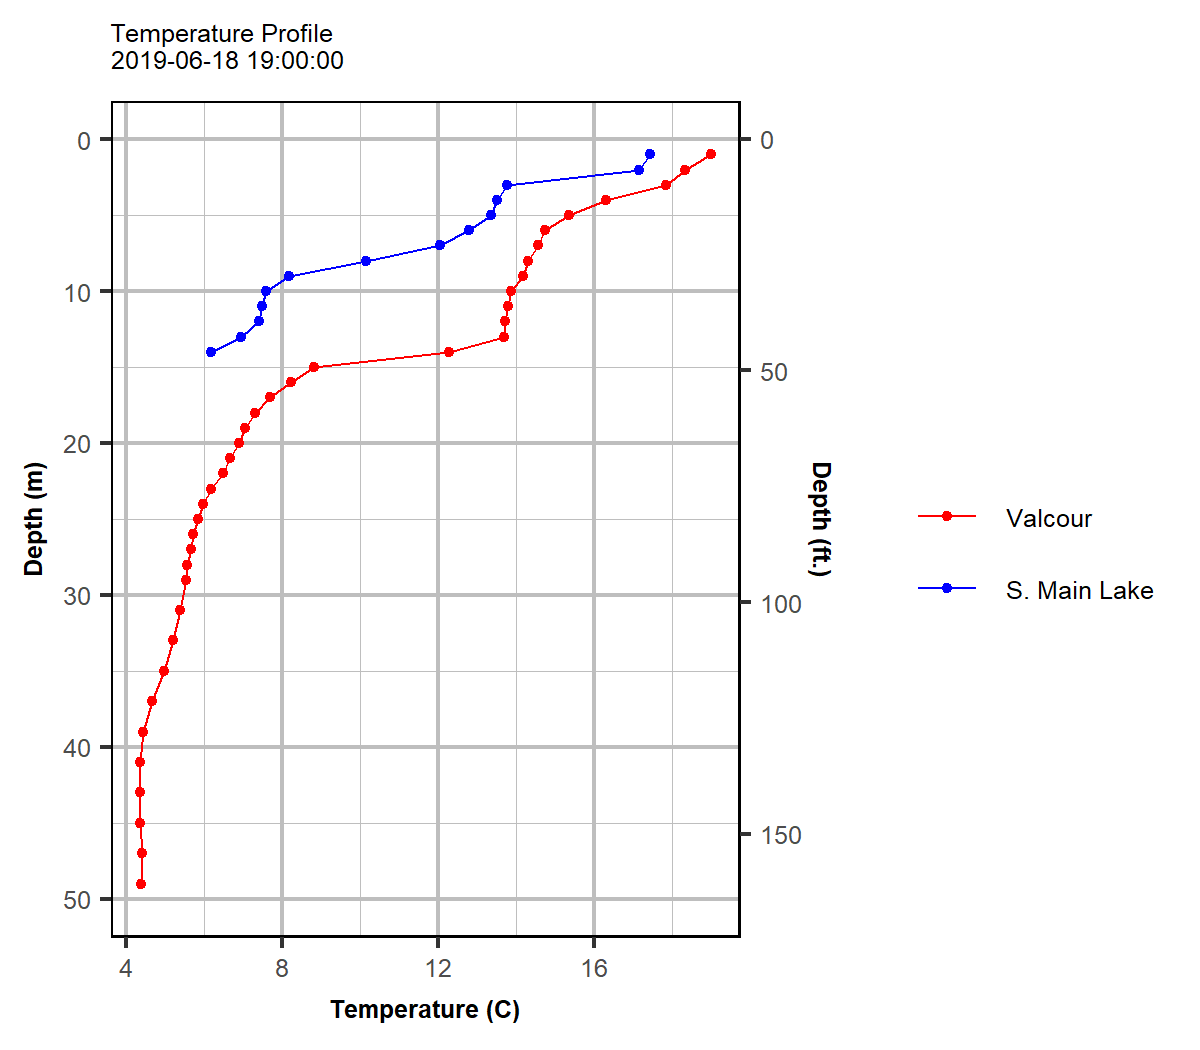 Temperature Profile
2019-06-18 19:00:00
0
10
20
30
40
50
Depth (m)
4
8
12
16
Temperature (C)
0
50
100
150
Depth (ft.)
Valcour
S. Main Lake